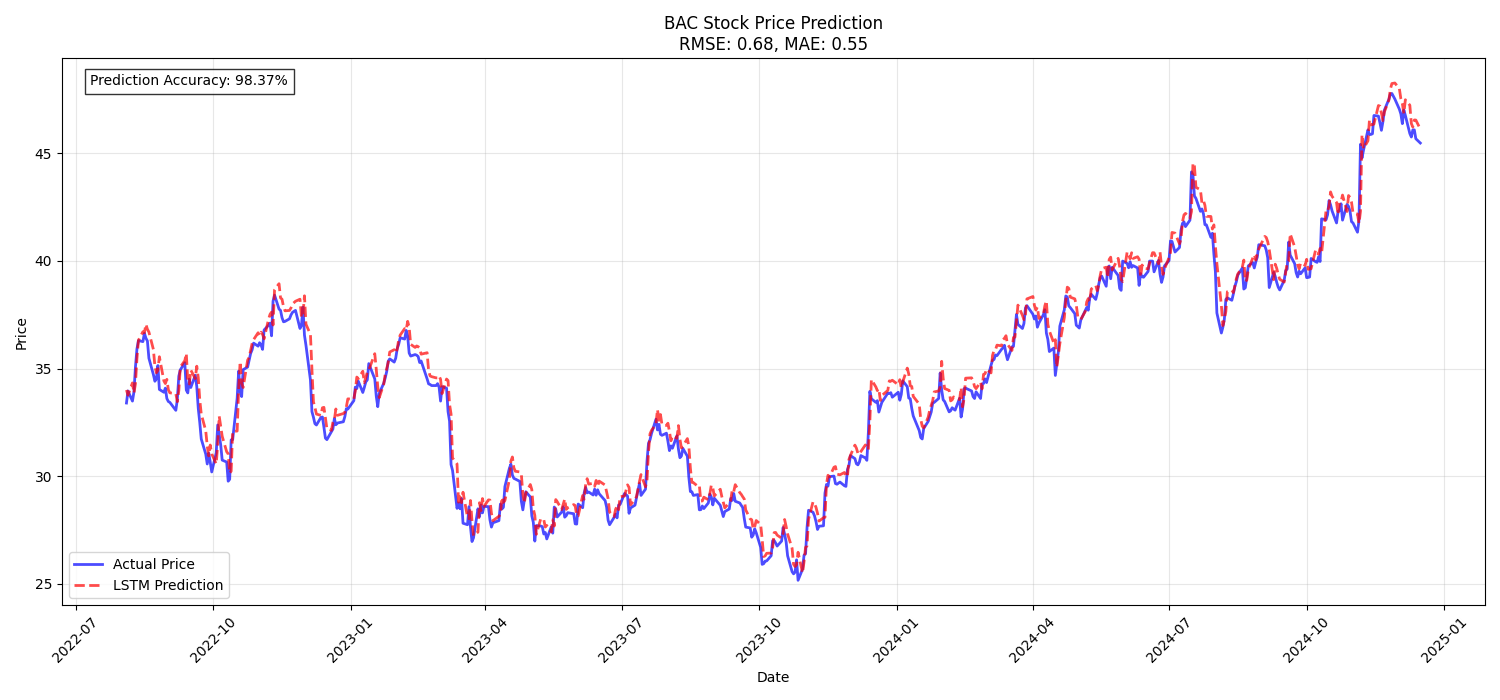 BAC Stock Price Prediction
RMSE: 0.68, MAE: 0.55
Prediction Accuracy: 98.37%
Price
45
40
35
30
25
Actual Price
LSTM Prediction
2022-07
2022-10
2023-01
2023-04
2023-07
2023-10
2024-01
2024-04
2024-07
2024-10
2025-01
Date